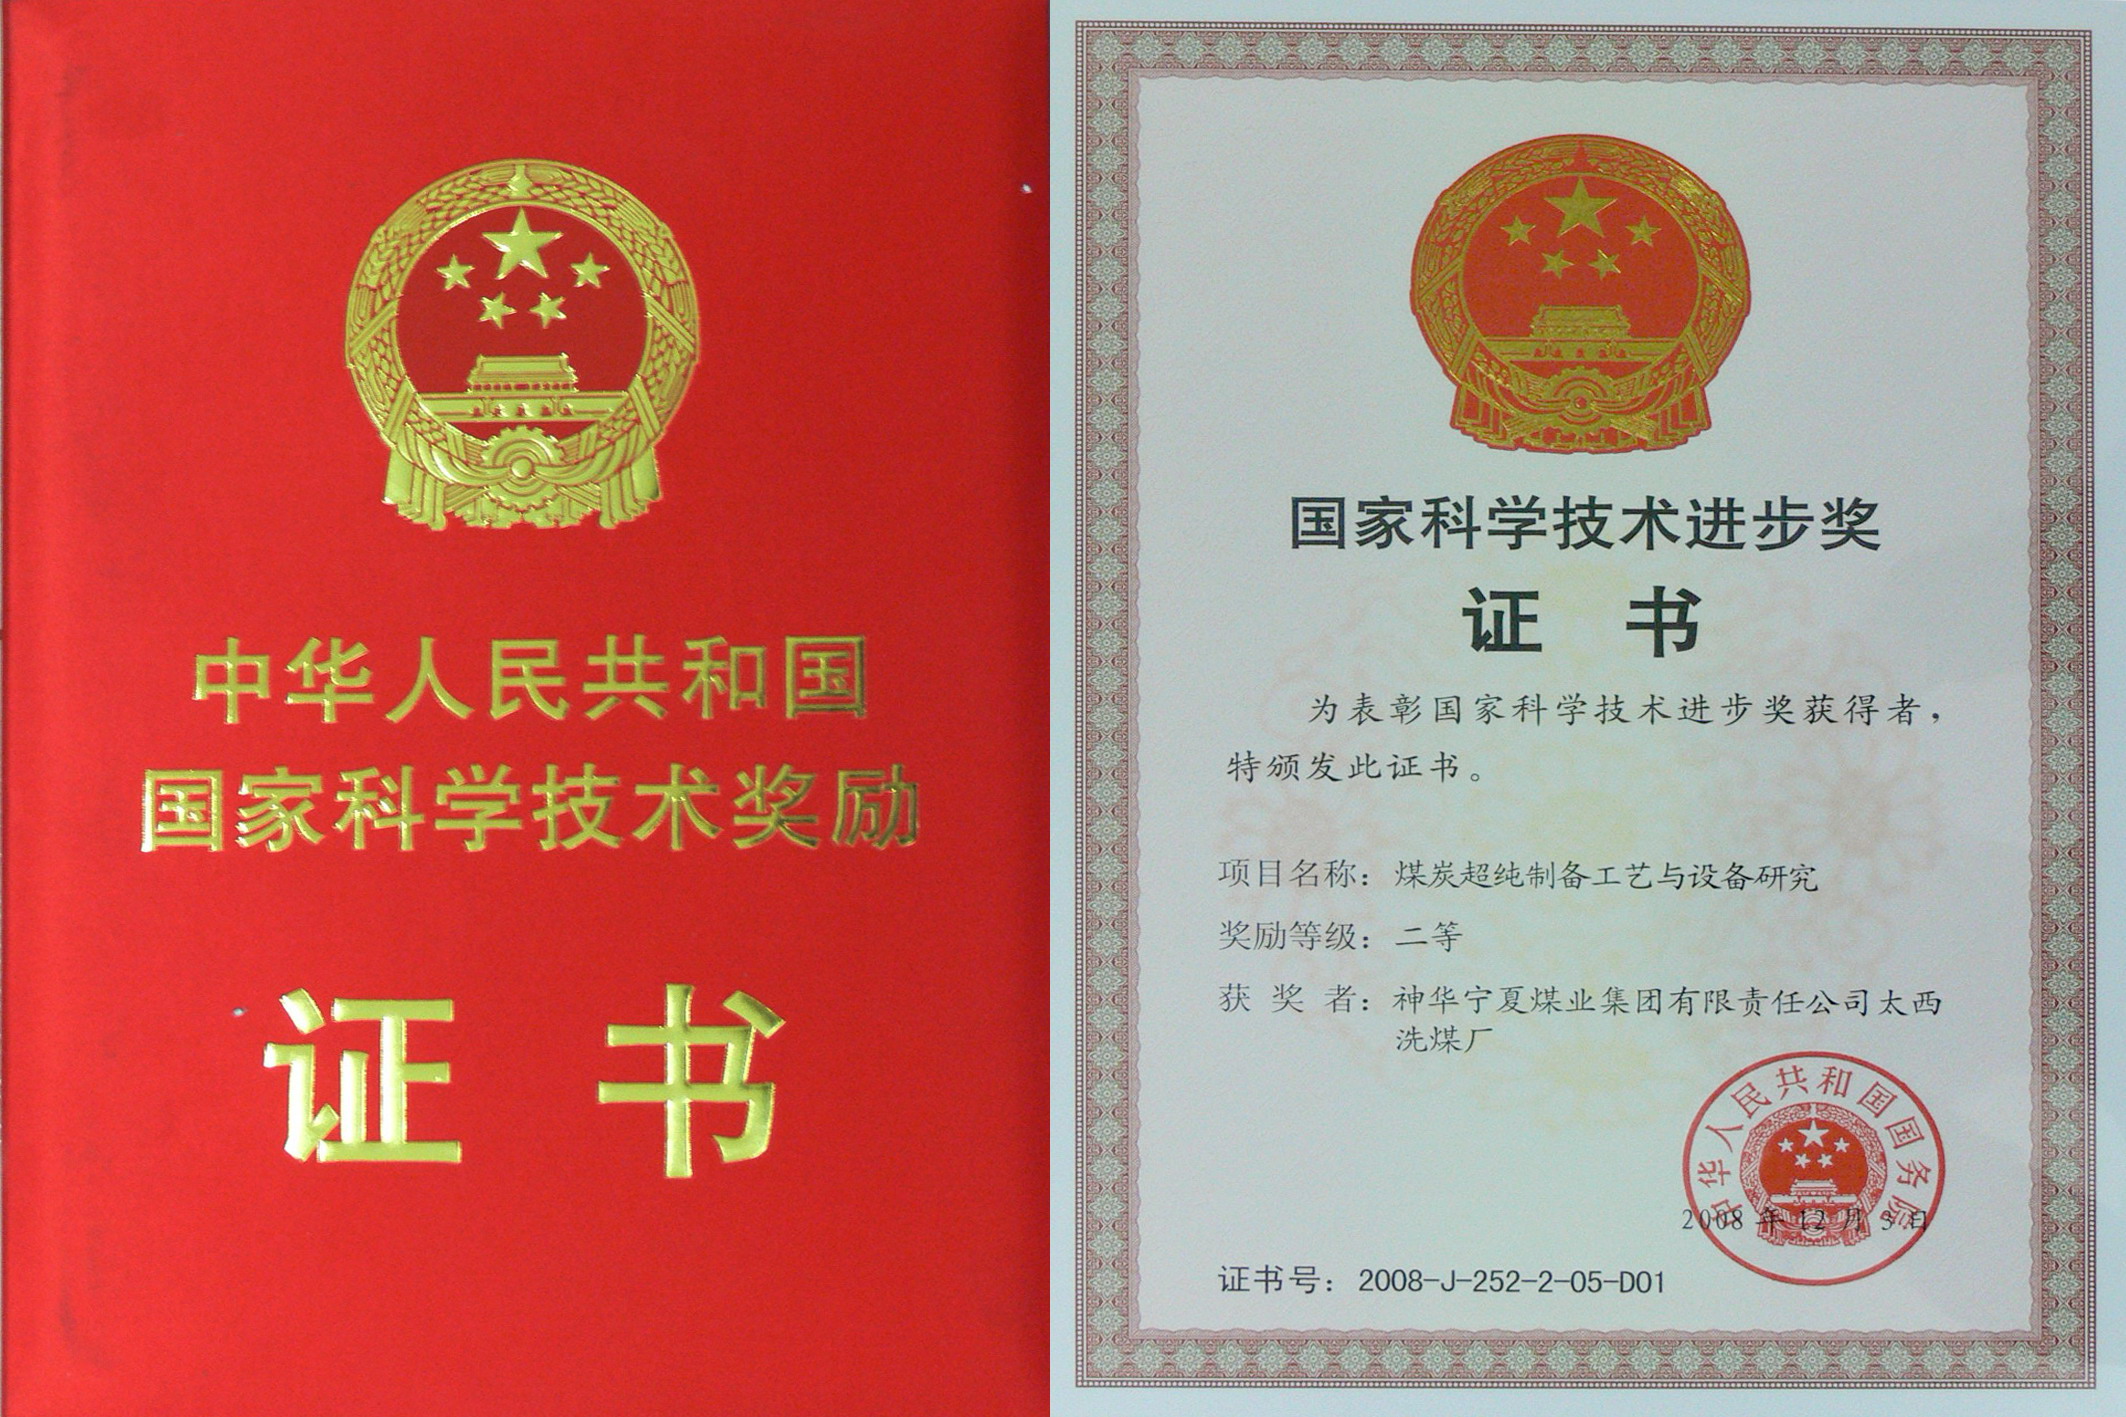 中华人民共和国
国家科学技术奖励
证 书
国家科学技术进步奖
证 书
为表彰国家科学技术进步奖获得者，
特颁发此证书。
项目名称： 煤炭超纯制备工艺与设备研究
奖励等级： 二等
获 奖 者： 神华宁夏煤业集团有限责任公司太西
洗煤厂
中华人民共和国国务院
2008 年 12 月 3 日
证书号： 2008-J-252-2-05-D01